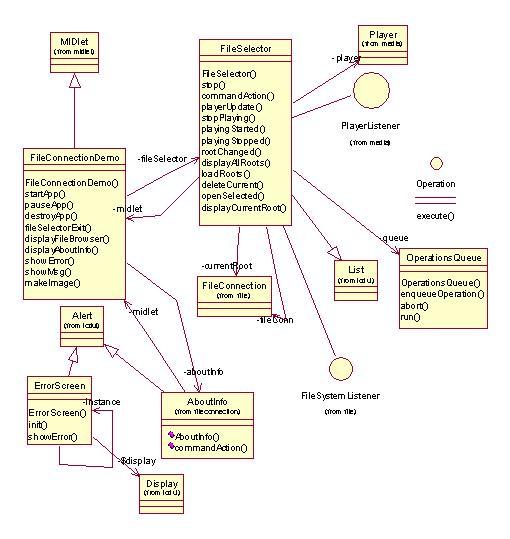 MIDlet
(from midlet)
FileSelector
FileSelector()
stop()
commandAction()
playerUpdate()
stopPlaying()
playingStarted()
playingStopped()
rootChanged()
displayAllRoots()
loadRoots()
deleteCurrent()
openSelected()
displayCurrentRoot()
Player
(from media)
-player
PlayerListener
(from media)
Operation
execute()
FileConnectionDemo
FileConnectionDemo()
startApp()
pauseApp()
destroyApp()
fileSelectorExit()
displayFileBrowser()
displayAboutInfo()
showError()
showMsg()
makeImage()
-fileSelector
-midlet
-queue
OperationsQueue
OperationsQueue()
enqueueOperation()
abort()
run()
-currentRoot
FileConnection
(from file)
-fileConn
List
(from lcdui)
-midlet
Alert
(from lcdui)
-aboutInfo
FileSystemListener
(from file)
ErrorScreen
ErrorScreen()
init()
showError()
-instance
AboutInfo
(from fileconnection)
AboutInfo()
commandAction()
-$display
Display
(from lcdui)